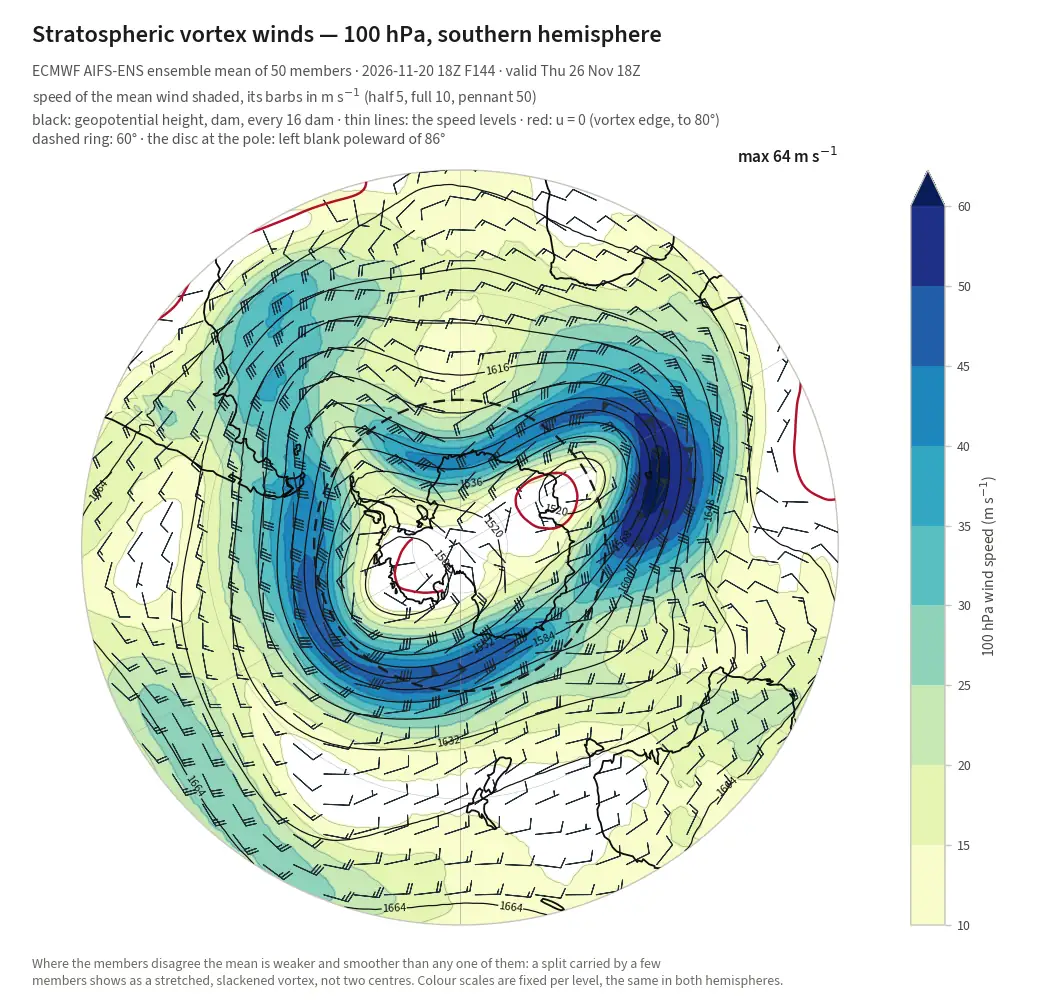 Stratospheric vortex winds — 100 hPa, southern hemisphere
ECMWF AIFS-ENS ensemble mean of 50 members · 2026-11-20 18Z F144 · valid Thu 26 Nov 18Z
speed of the mean wind shaded, its barbs in m s⁻¹ (half 5, full 10, pennant 50)
black: geopotential height, dam, every 16 dam · thin lines: the speed levels · red: u = 0 (vortex edge, to 80°)
dashed ring: 60° · the disc at the pole: left blank poleward of 86°
max 64 m s⁻¹
60
50
45
40
35
30
25
20
15
10
100 hPa wind speed (m s⁻¹)
1616
1536
1520
1520
1664
1648
1600
1584
1632
1664
1664
1664
1664
Where the members disagree the mean is weaker and smoother than any one of them: a split carried by a few
members shows as a stretched, slackened vortex, not two centres. Colour scales are fixed per level, the same in both hemispheres.